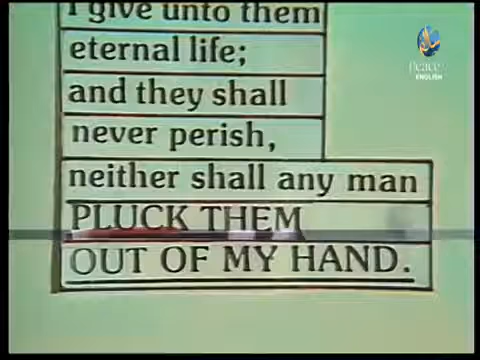 I give unto them
eternal life;
and they shall
never perish,
neither shall any man
PLUCK THEM
OUT OF MY HAND.
Peace
ENGLISH